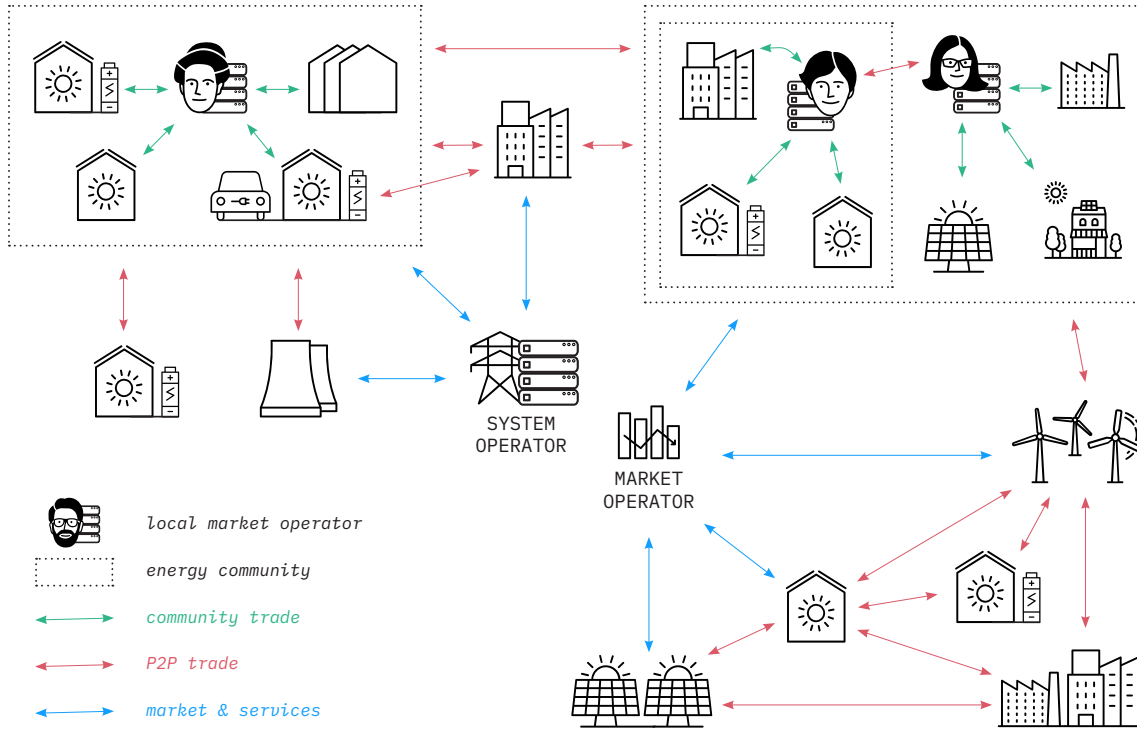 SYSTEM
OPERATOR
MARKET
OPERATOR
local market operator
energy community
community trade
P2P trade
market & services